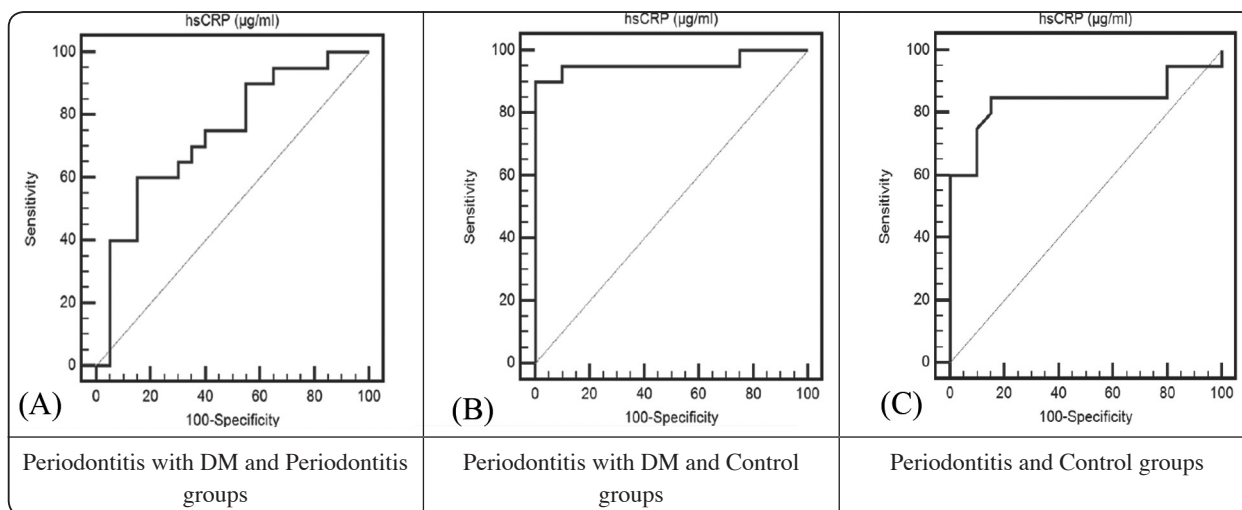 hsCRP (µg/ml)
100
80
60
40
20
0
Sensitivity
0 20 40 60 80 100
100-Specificity
(A)
Periodontitis with DM and Periodontitis
groups
hsCRP (µg/ml)
100
80
60
40
20
0
Sensitivity
0 20 40 60 80 100
100-Specificity
(B)
Periodontitis with DM and Control
groups
hsCRP (µg/ml)
100
80
60
40
20
0
Sensitivity
0 20 40 60 80 100
100-Specificity
(C)
Periodontitis and Control groups